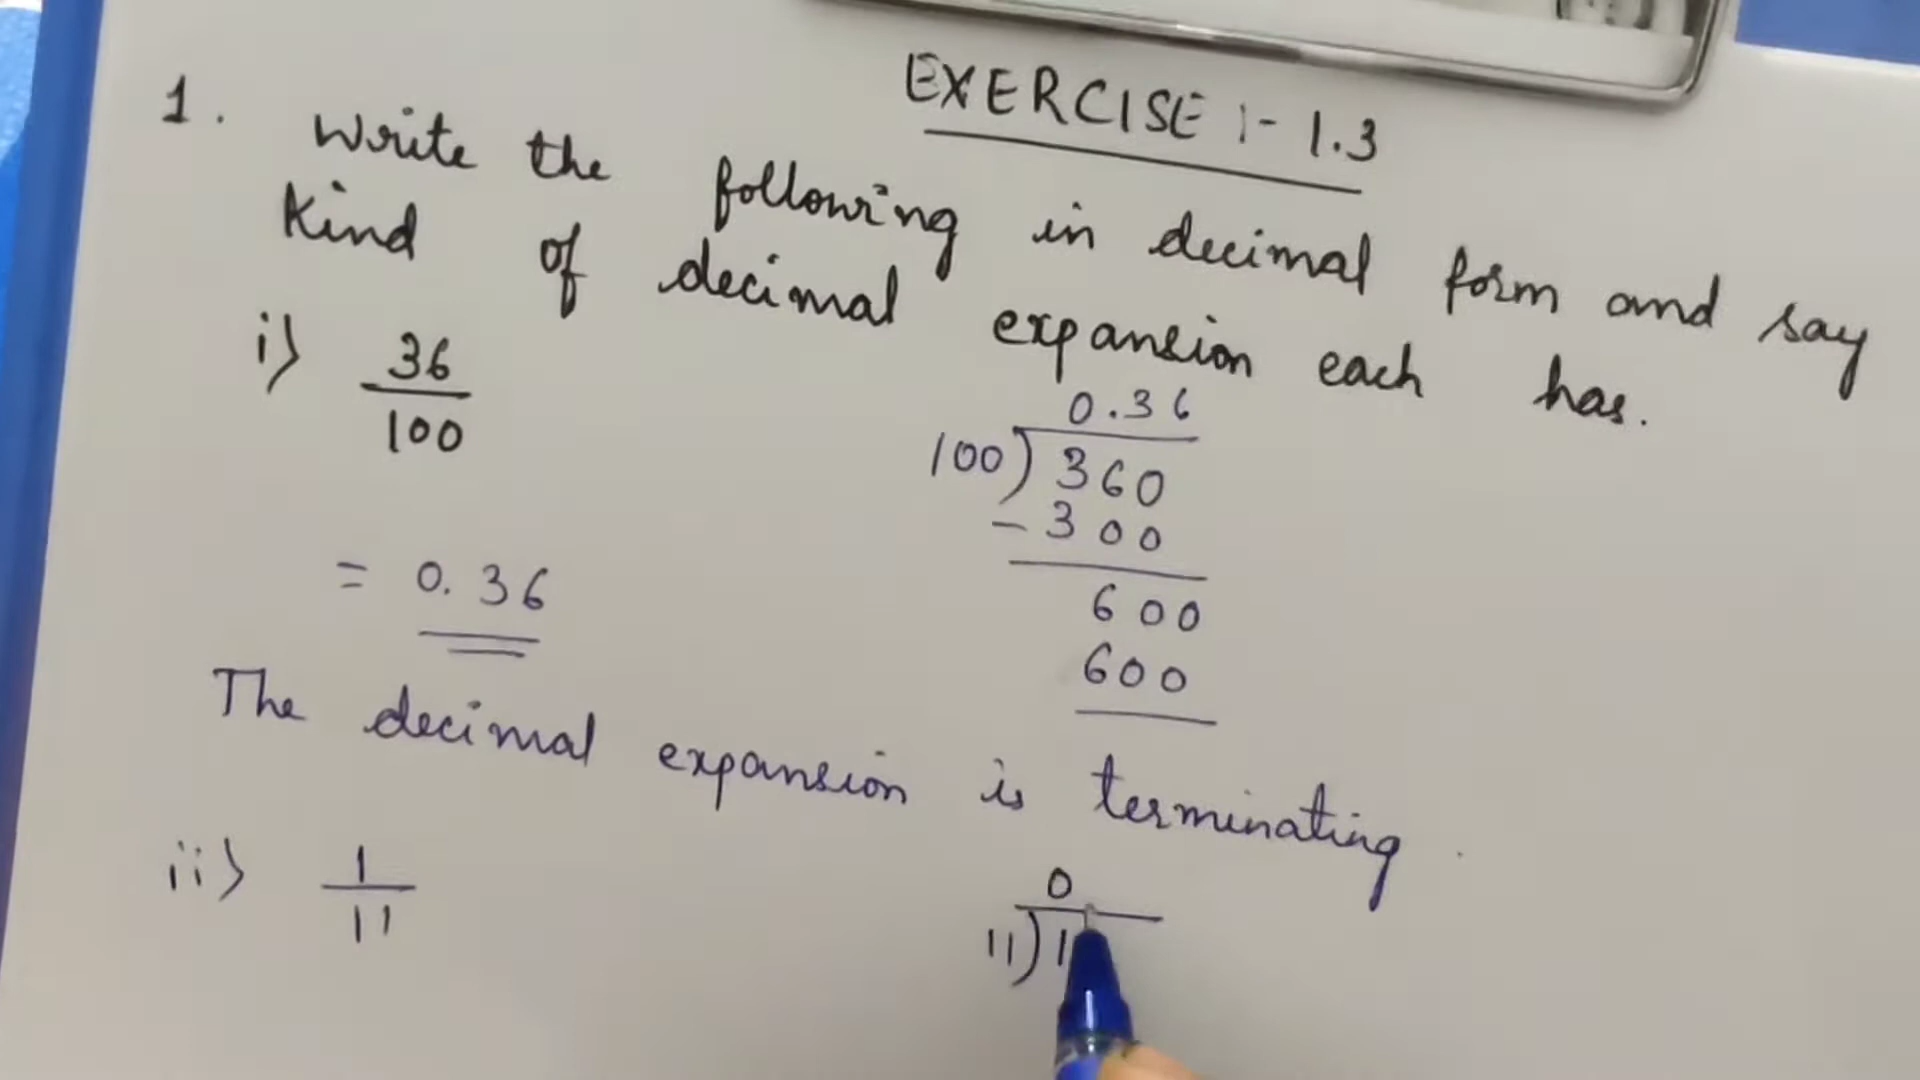 EXERCISE :- 1.3
1. Write the following in decimal form and say
kind of decimal expansion each has.
i) 36
100
= 0.36
0.36
100) 360
- 300
600
600
The decimal expansion is terminating.
ii) 1
11
0
11) 1